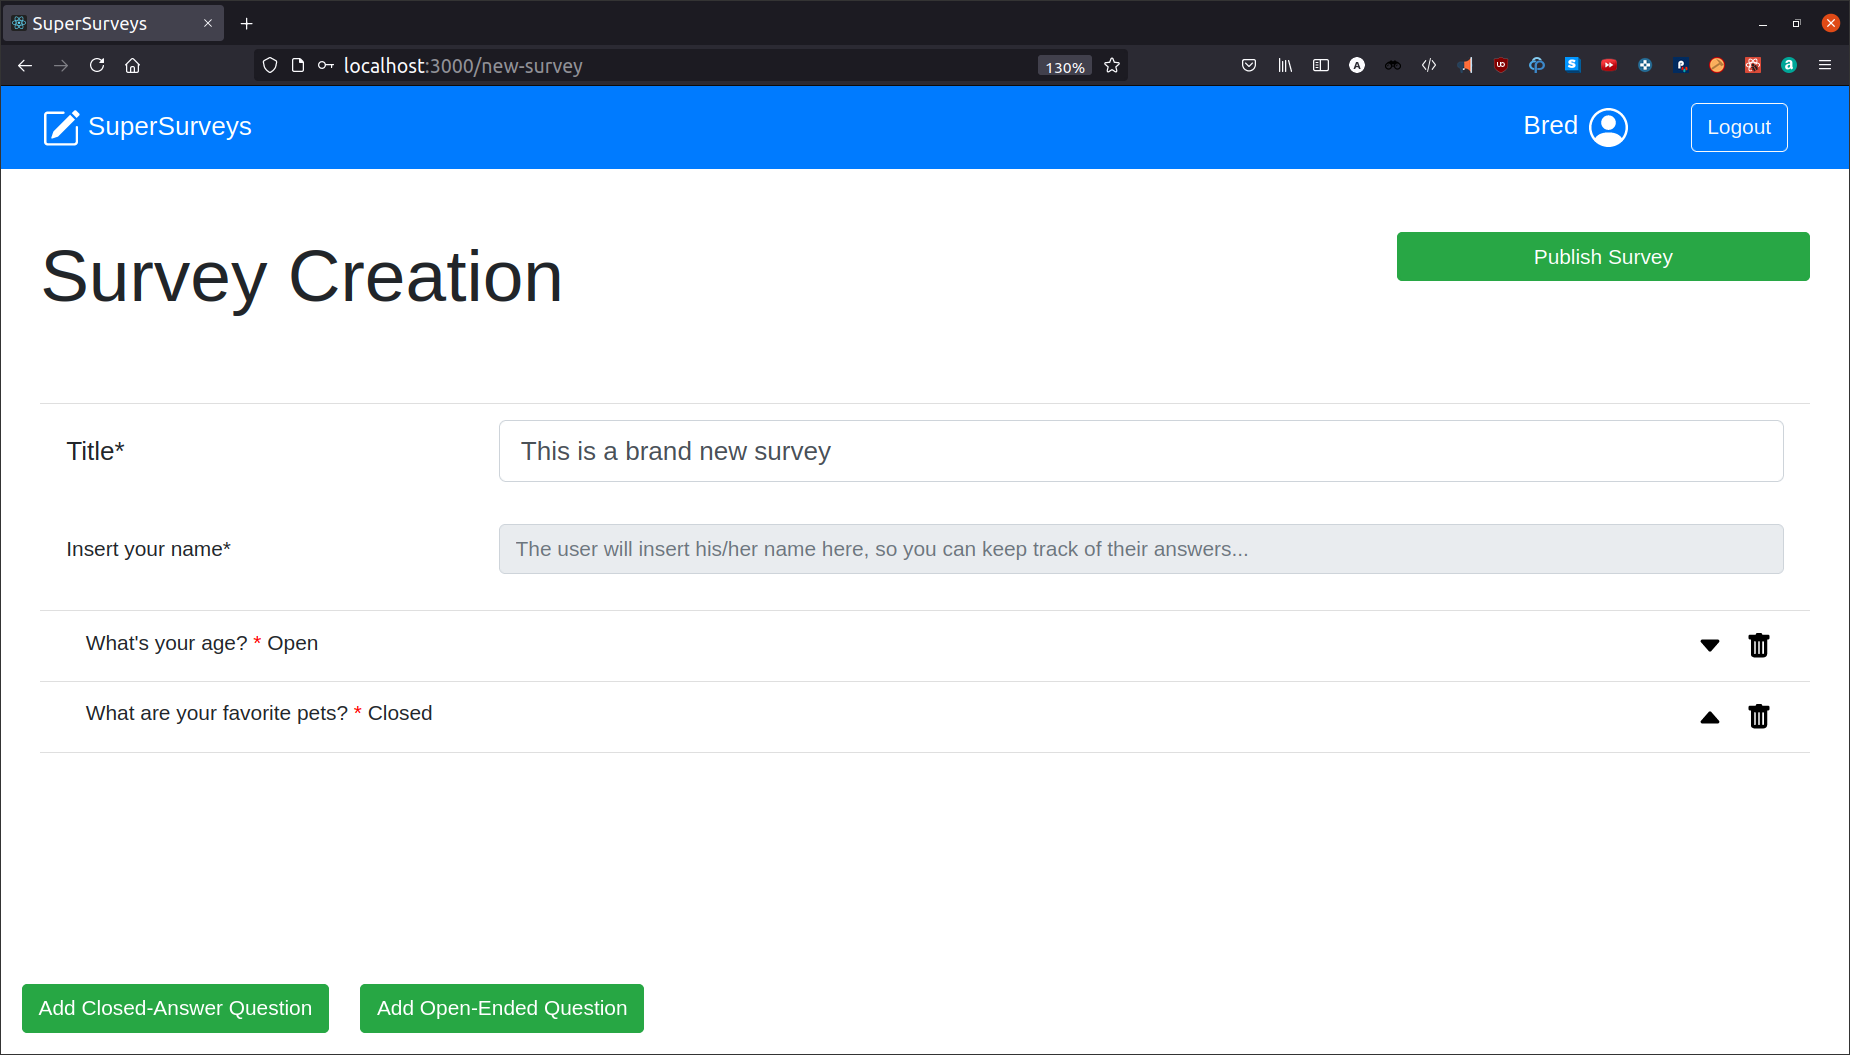 SuperSurveys
localhost:3000/new-survey
130%
SuperSurveys
Bred
Logout
Survey Creation
Publish Survey
Title*
This is a brand new survey
Insert your name*
The user will insert his/her name here, so you can keep track of their answers...
What's your age? * Open
What are your favorite pets? * Closed
Add Closed-Answer Question
Add Open-Ended Question